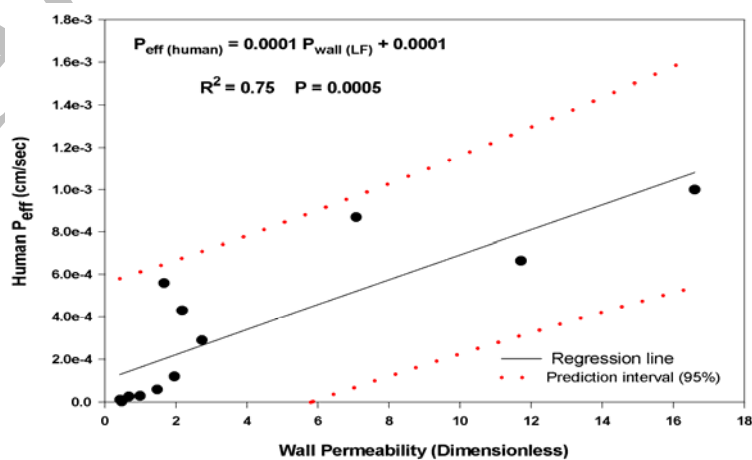 1.8e-3
P_eff (human) = 0.0001 P_wall (LF) + 0.0001
1.6e-3
R² = 0.75 P = 0.0005
1.4e-3
1.2e-3
1.0e-3
8.0e-4
6.0e-4
4.0e-4
2.0e-4
0.0
Human P_eff (cm/sec)
Regression line
Prediction interval (95%)
0 2 4 6 8 10 12 14 16 18
Wall Permeability (Dimensionless)